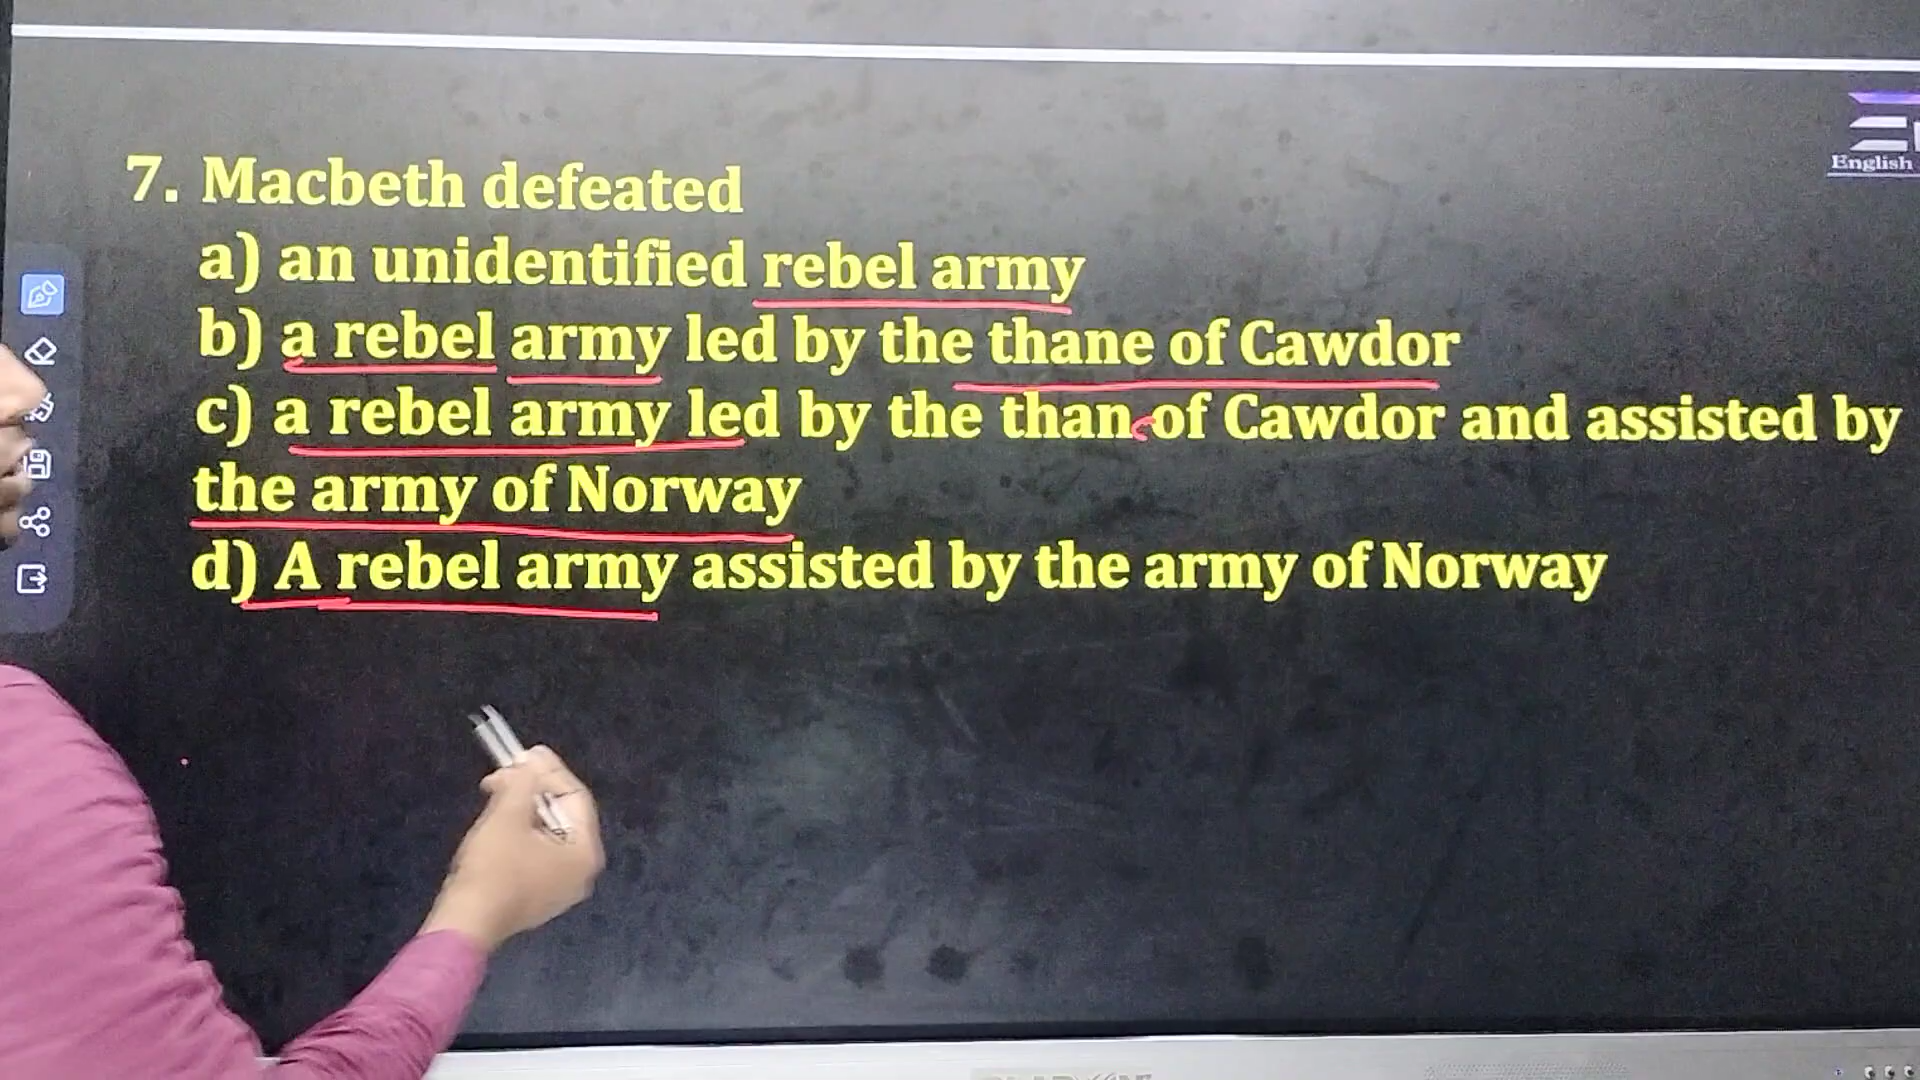 English
7. Macbeth defeated
a) an unidentified rebel army
b) a rebel army led by the thane of Cawdor
c) a rebel army led by the thane of Cawdor and assisted by
the army of Norway
d) A rebel army assisted by the army of Norway